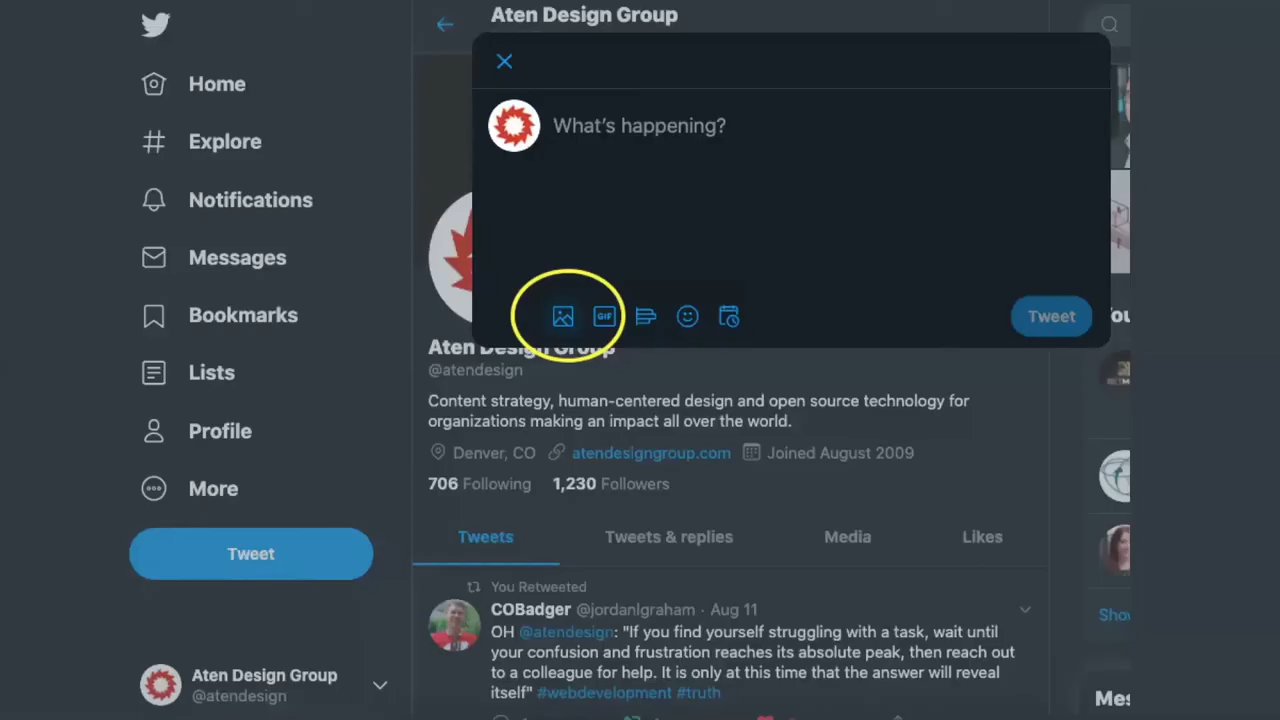 Aten Design Group
Home
Explore
Notifications
Messages
Bookmarks
Lists
Profile
More
Tweet
Aten Design Group
@atendesign
What's happening?
GIF
Tweet
Aten Design Group
@atendesign
Content strategy, human-centered design and open source technology for
organizations making an impact all over the world.
Denver, CO atendesigngroup.com Joined August 2009
706 Following 1,230 Followers
Tweets Tweets & replies Media Likes
You Retweeted
COBadger @jordanlgraham · Aug 11
OH @atendesign: "If you find yourself struggling with a task, wait until
your confusion and frustration reaches its absolute peak, then reach out
to a colleague for help. It is only at this time that the answer will reveal
itself" #webdevelopment #truth